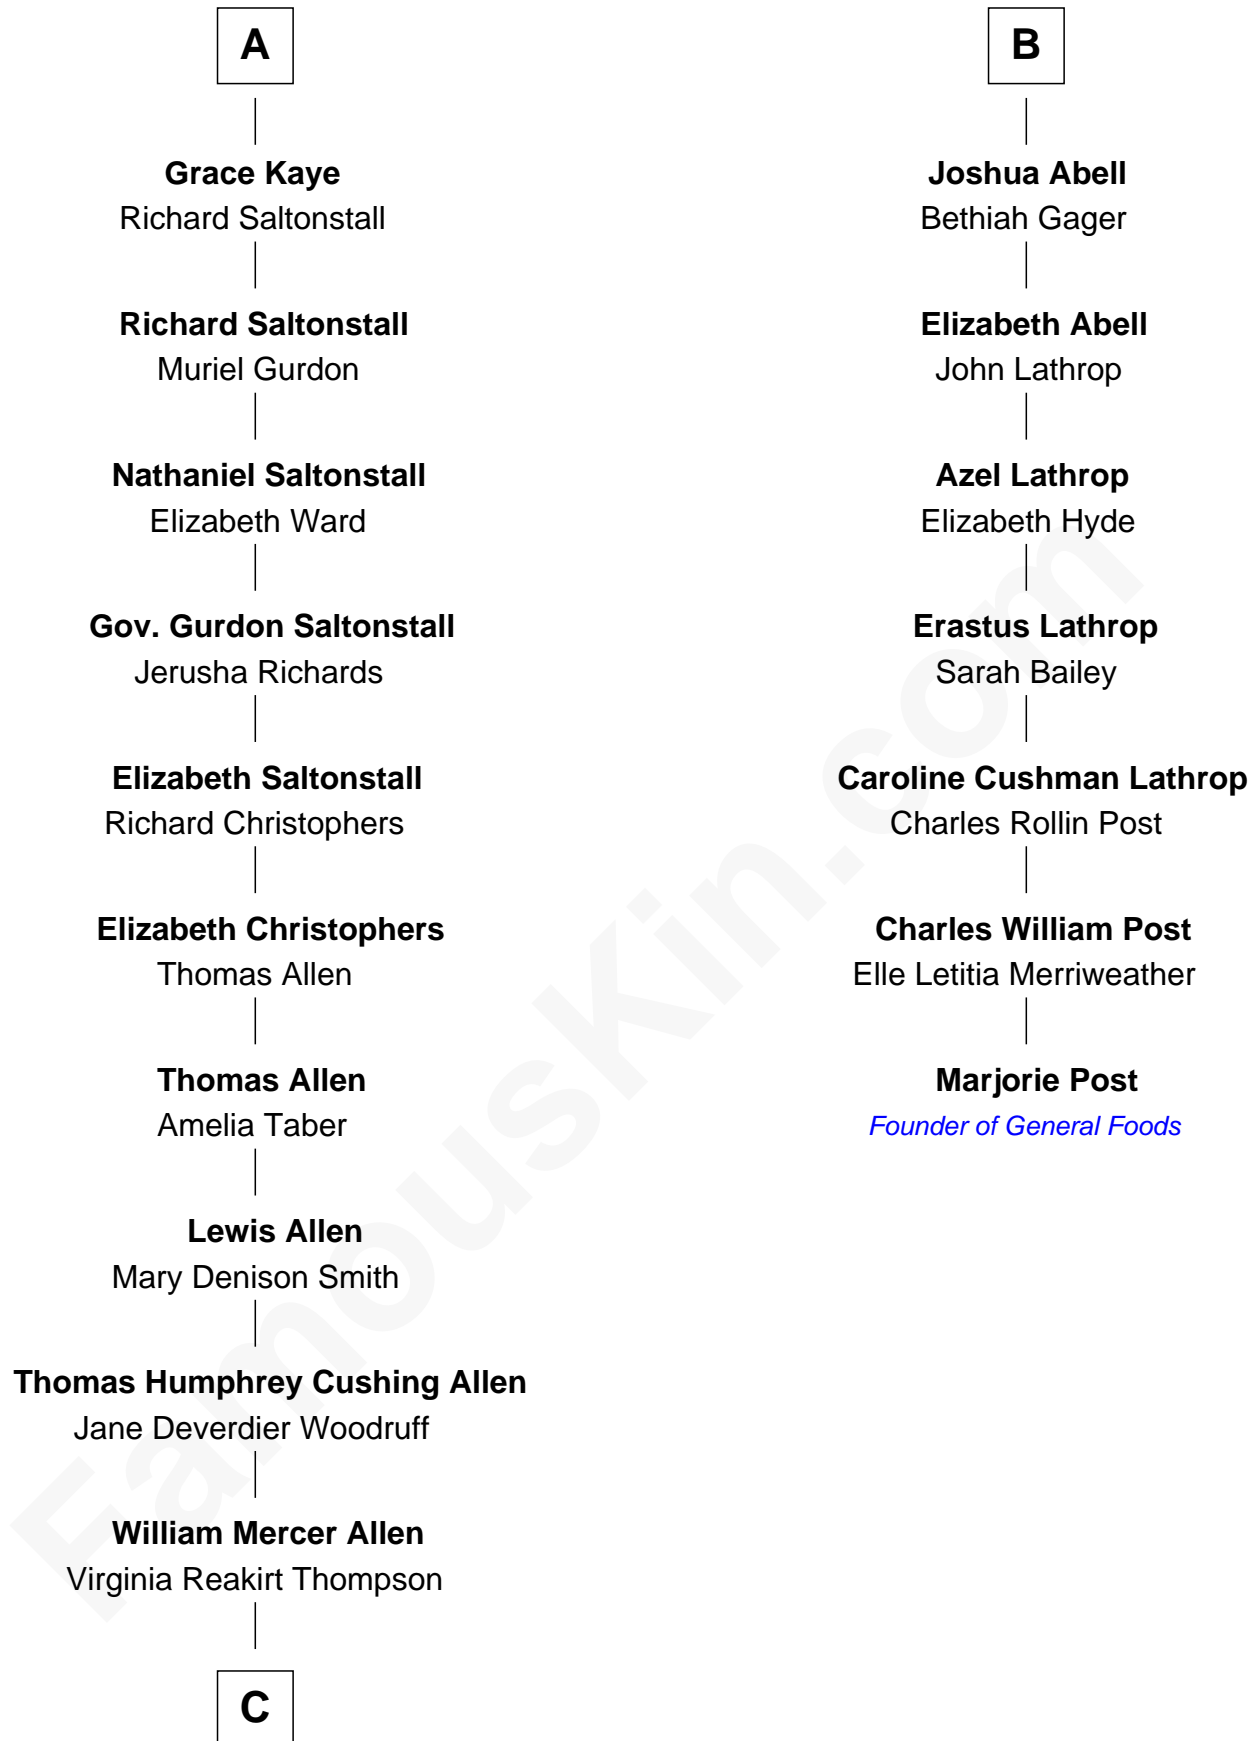 A
Grace Kaye
Richard Saltonstall
Richard Saltonstall
Muriel Gurdon
Nathaniel Saltonstall
Elizabeth Ward
Gov. Gurdon Saltonstall
Jerusha Richards
Elizabeth Saltonstall
Richard Christophers
Elizabeth Christophers
Thomas Allen
Thomas Allen
Amelia Taber
Lewis Allen
Mary Denison Smith
Thomas Humphrey Cushing Allen
Jane Deverdier Woodruff
William Mercer Allen
Virginia Reakirt Thompson
C
B
Joshua Abell
Bethiah Gager
Elizabeth Abell
John Lathrop
Azel Lathrop
Elizabeth Hyde
Erastus Lathrop
Sarah Bailey
Caroline Cushman Lathrop
Charles Rollin Post
Charles William Post
Elle Letitia Merriweather
Marjorie Post
Founder of General Foods
FamousKin.com